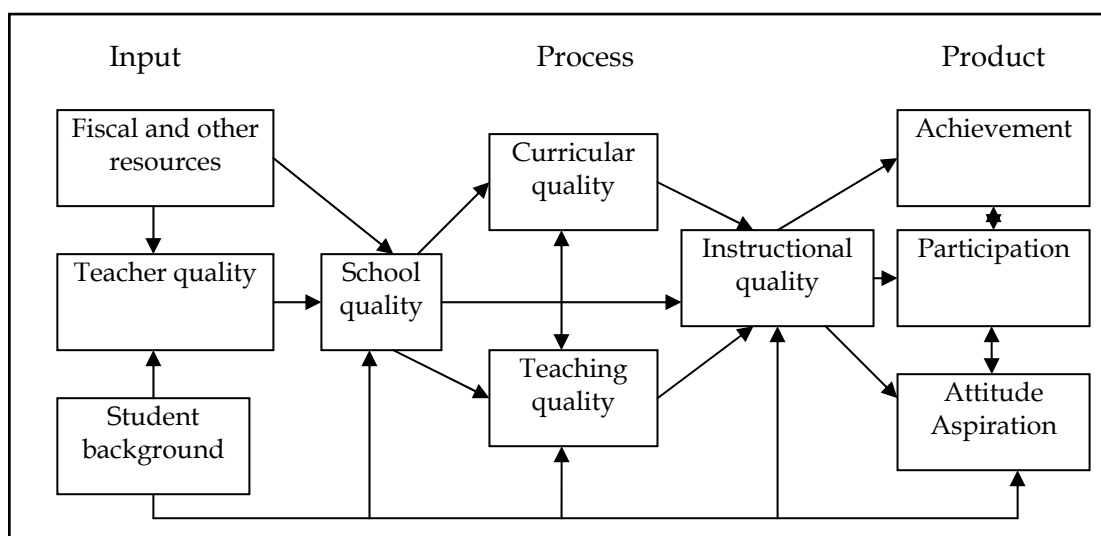 Input
Process
Product
Fiscal and other
resources
Teacher quality
Student
background
School
quality
Curricular
quality
Teaching
quality
Instructional
quality
Achievement
Participation
Attitude
Aspiration